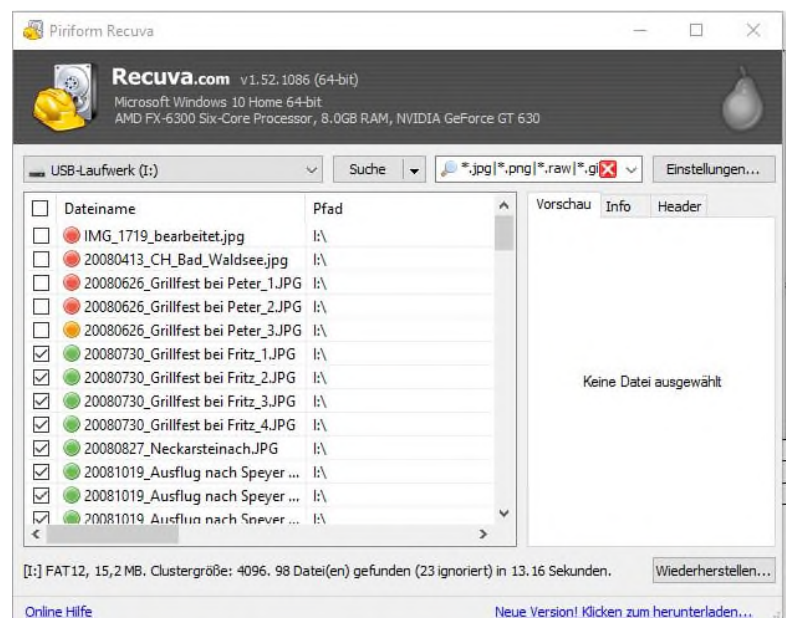 Piriform Recuva
Recuva.com v1.52.1086 (64-bit)
Microsoft Windows 10 Home 64-bit
AMD FX-6300 Six-Core Processor, 8.0GB RAM, NVIDIA GeForce GT 630
USB-Laufwerk (I:) Suche *.jpg|*.png|*.raw|*.gi Einstellungen...
Dateiname Pfad Vorschau Info Header
IMG_1719_bearbeitet.jpg I:\
20080413_CH_Bad_Waldsee.jpg I:\
20080626_Grillfest bei Peter_1.JPG I:\
20080626_Grillfest bei Peter_2.JPG I:\
20080626_Grillfest bei Peter_3.JPG I:\
20080730_Grillfest bei Fritz_1.JPG I:\
20080730_Grillfest bei Fritz_2.JPG I:\
20080730_Grillfest bei Fritz_3.JPG I:\
20080730_Grillfest bei Fritz_4.JPG I:\
20080827_Neckarsteinach.JPG I:\
20081019_Ausflug nach Speyer ... I:\
20081019_Ausflug nach Speyer ... I:\
20081019_Ausflug nach Speyer ... I:\
Keine Datei ausgewählt
[I:] FAT12, 15,2 MB. Clustergröße: 4096. 98 Datei(en) gefunden (23 ignoriert) in 13.16 Sekunden. Wiederherstellen...
Online Hilfe Neue Version! Klicken zum herunterladen...